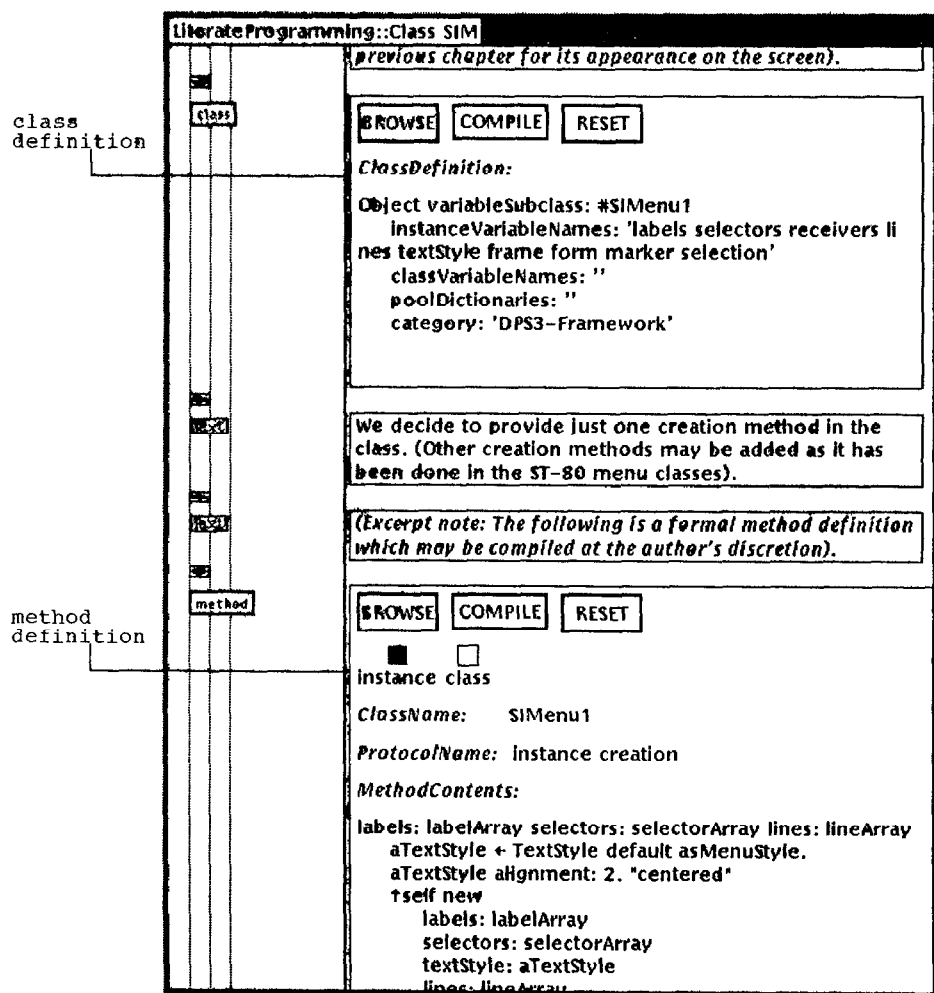 LiterateProgramming::Class SIM
previous chapter for its appearance on the screen).
class
class
definition
BROWSE COMPILE RESET
ClassDefinition:
Object variableSubclass: #SIMenu1
instanceVariableNames: 'labels selectors receivers li
nes textStyle frame form marker selection'
classVariableNames: ''
poolDictionaries: ''
category: 'DPS3-Framework'
text
We decide to provide just one creation method in the
class. (Other creation methods may be added as it has
been done in the ST-80 menu classes).
text
(Excerpt note: The following is a formal method definition
which may be compiled at the author's discretion).
method
method
definition
BROWSE COMPILE RESET
instance class
ClassName: SIMenu1
ProtocolName: instance creation
MethodContents:
labels: labelArray selectors: selectorArray lines: lineArray
aTextStyle ← TextStyle default asMenuStyle.
aTextStyle alignment: 2. "centered"
↑self new
labels: labelArray
selectors: selectorArray
textStyle: aTextStyle
lines: lineArray